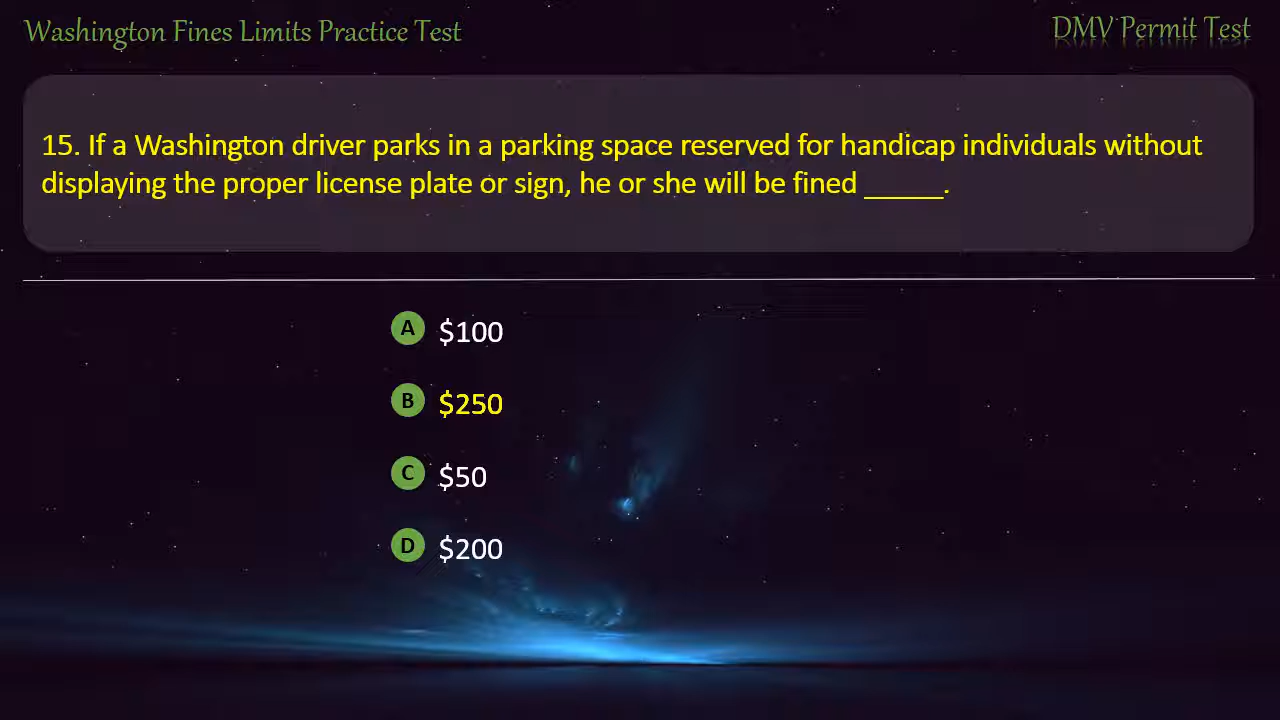 Washington Fines Limits Practice Test
DMV Permit Test
15. If a Washington driver parks in a parking space reserved for handicap individuals without
displaying the proper license plate or sign, he or she will be fined _____.
A $100
B $250
C $50
D $200